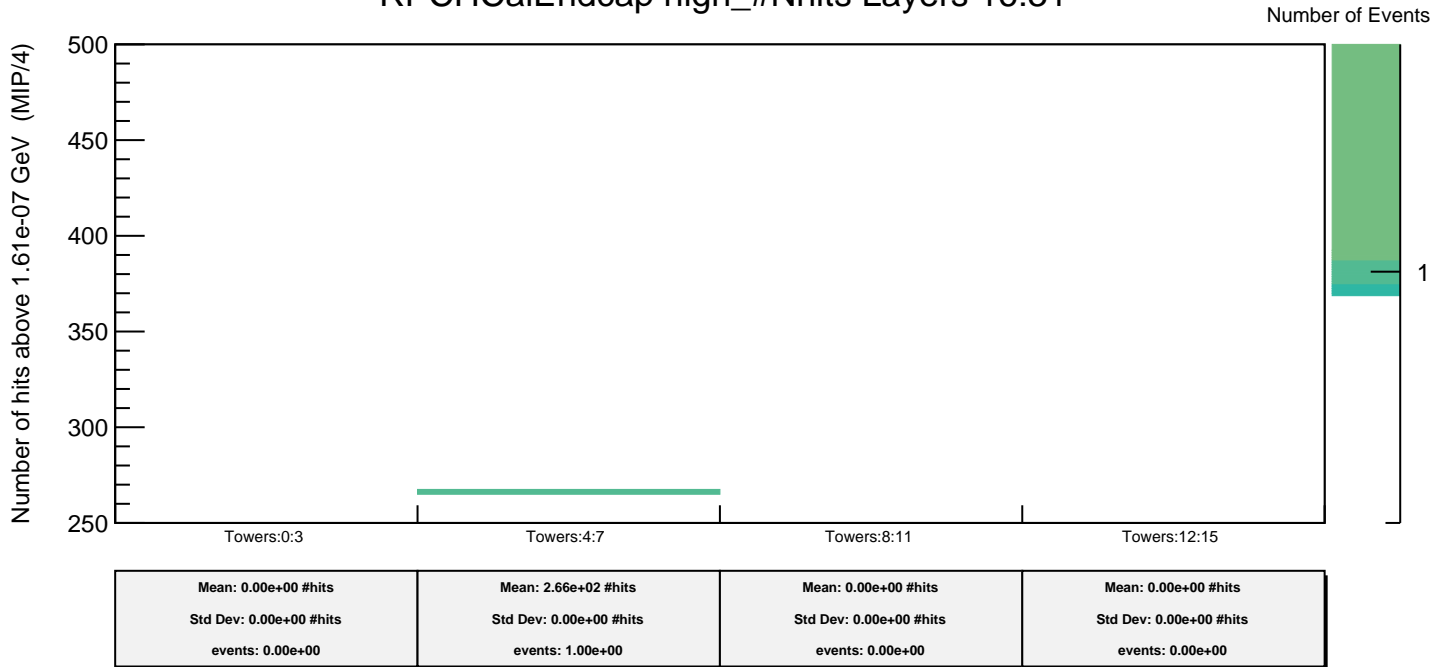 Number of Events
Number of hits above 1.61e-07 GeV (MIP/4)
500
450
400
350
300
250
1
Towers:0:3
Towers:4:7
Towers:8:11
Towers:12:15
Mean: 0.00e+00 #hits
Std Dev: 0.00e+00 #hits
events: 0.00e+00
Mean: 2.66e+02 #hits
Std Dev: 0.00e+00 #hits
events: 1.00e+00
Mean: 0.00e+00 #hits
Std Dev: 0.00e+00 #hits
events: 0.00e+00
Mean: 0.00e+00 #hits
Std Dev: 0.00e+00 #hits
events: 0.00e+00